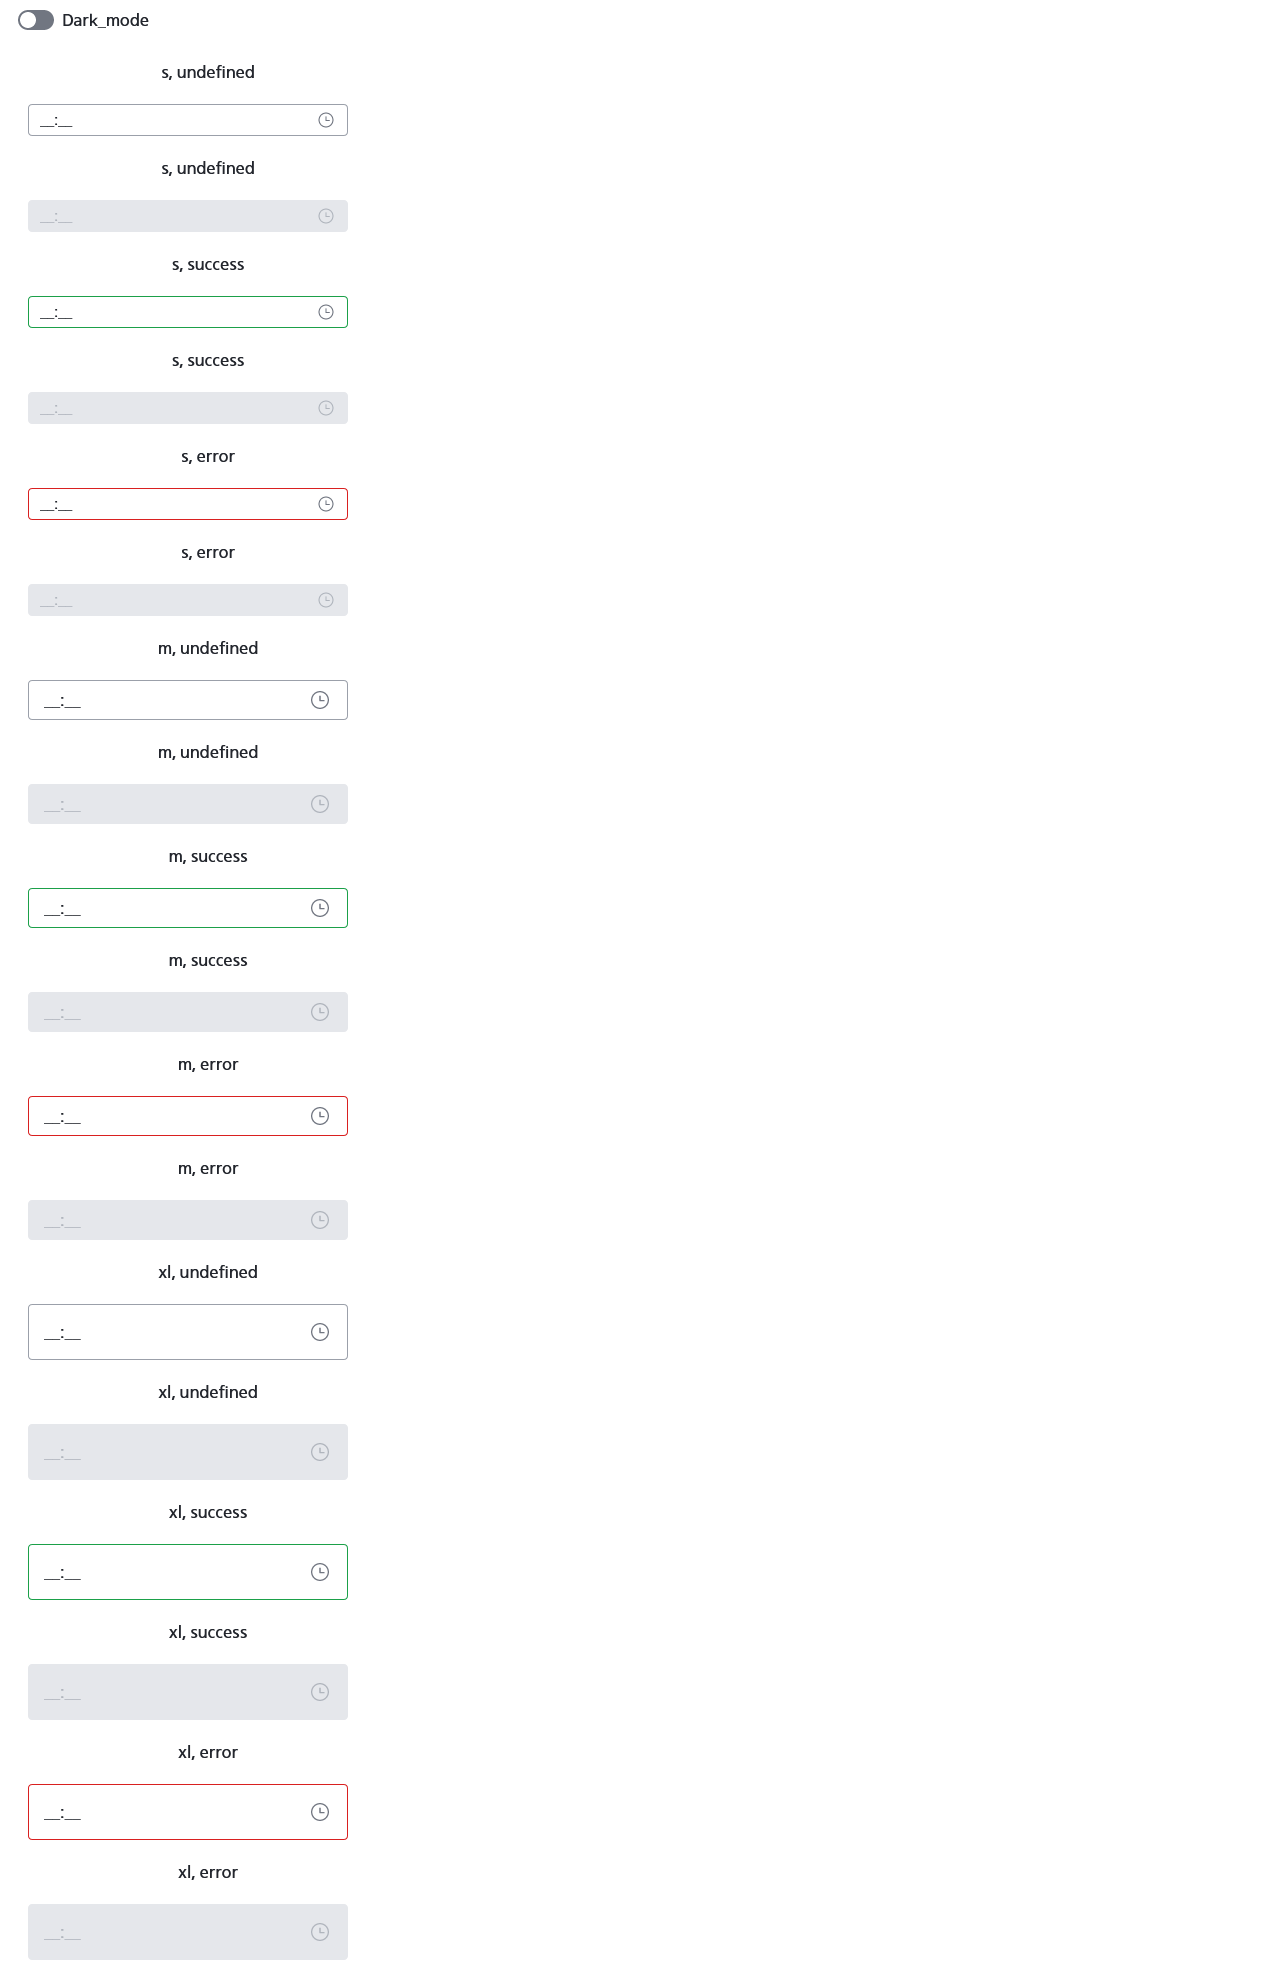 Dark_mode
s, undefined
__:__
s, undefined
__:__
s, success
__:__
s, success
__:__
s, error
__:__
s, error
__:__
m, undefined
__:__
m, undefined
__:__
m, success
__:__
m, success
__:__
m, error
__:__
m, error
__:__
xl, undefined
__:__
xl, undefined
__:__
xl, success
__:__
xl, success
__:__
xl, error
__:__
xl, error
__:__